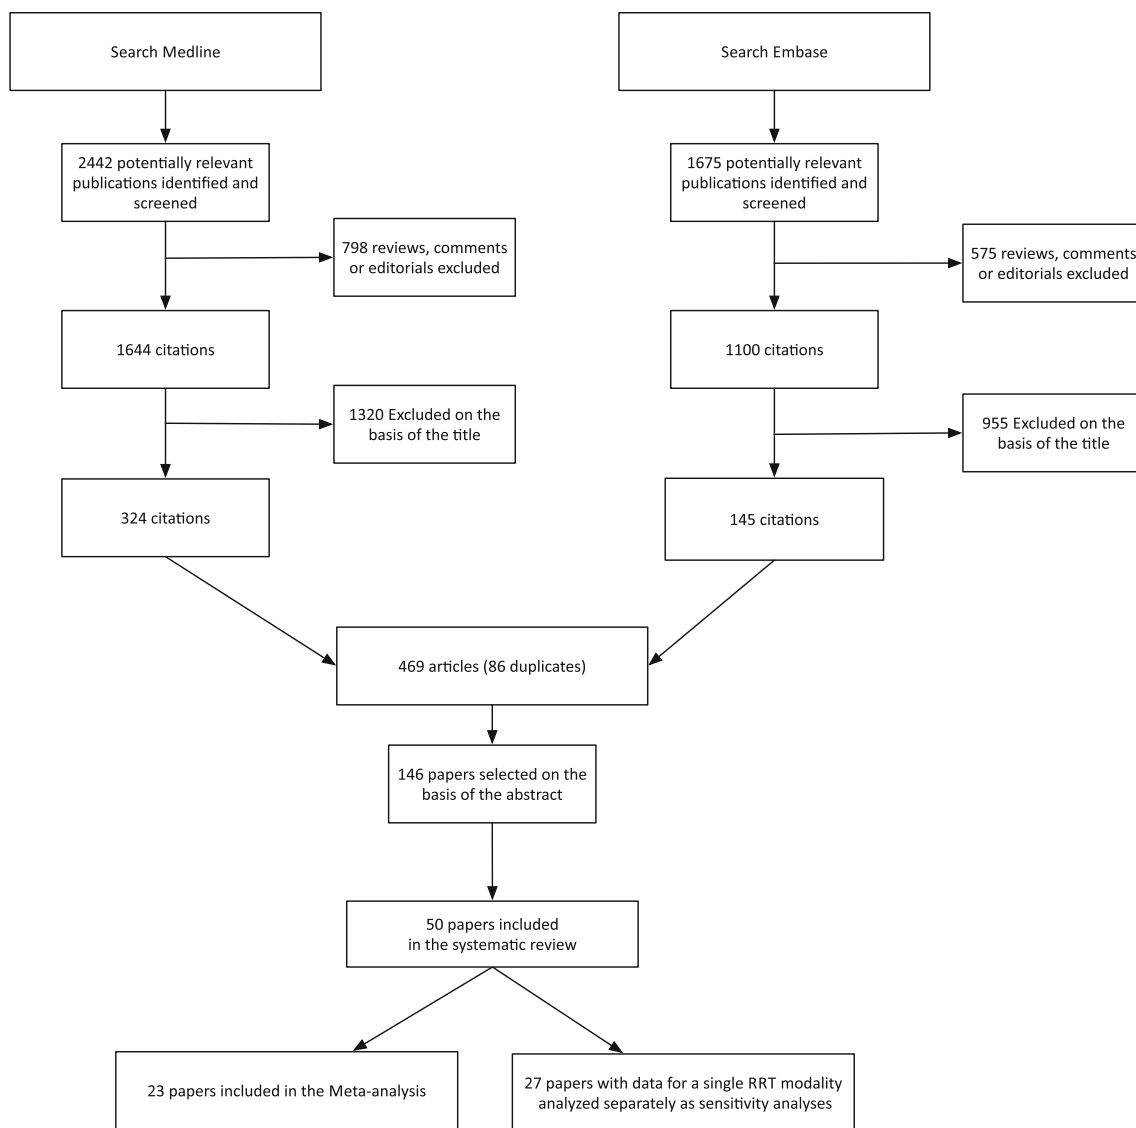 Search Medline
Search Embase
2442 potentially relevant
publications identified and
screened
1675 potentially relevant
publications identified and
screened
798 reviews, comments
or editorials excluded
575 reviews, comments
or editorials excluded
1644 citations
1100 citations
1320 Excluded on the
basis of the title
955 Excluded on the
basis of the title
324 citations
145 citations
469 articles (86 duplicates)
146 papers selected on the
basis of the abstract
50 papers included
in the systematic review
23 papers included in the Meta-analysis
27 papers with data for a single RRT modality
analyzed separately as sensitivity analyses